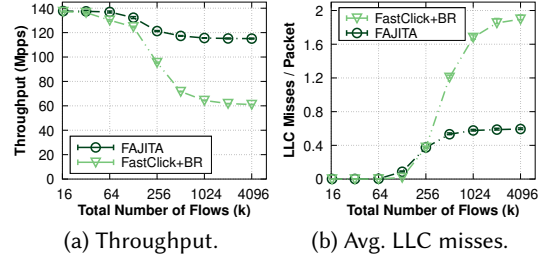 Throughput (Mpps)
140
120
100
80
60
40
20
0
FAJITA
FastClick+BR
16 64 256 1024 4096
Total Number of Flows (k)
(a) Throughput.
LLC Misses / Packet
2
1.6
1.2
0.8
0.4
0
FastClick+BR
FAJITA
16 64 256 1024 4096
Total Number of Flows (k)
(b) Avg. LLC misses.